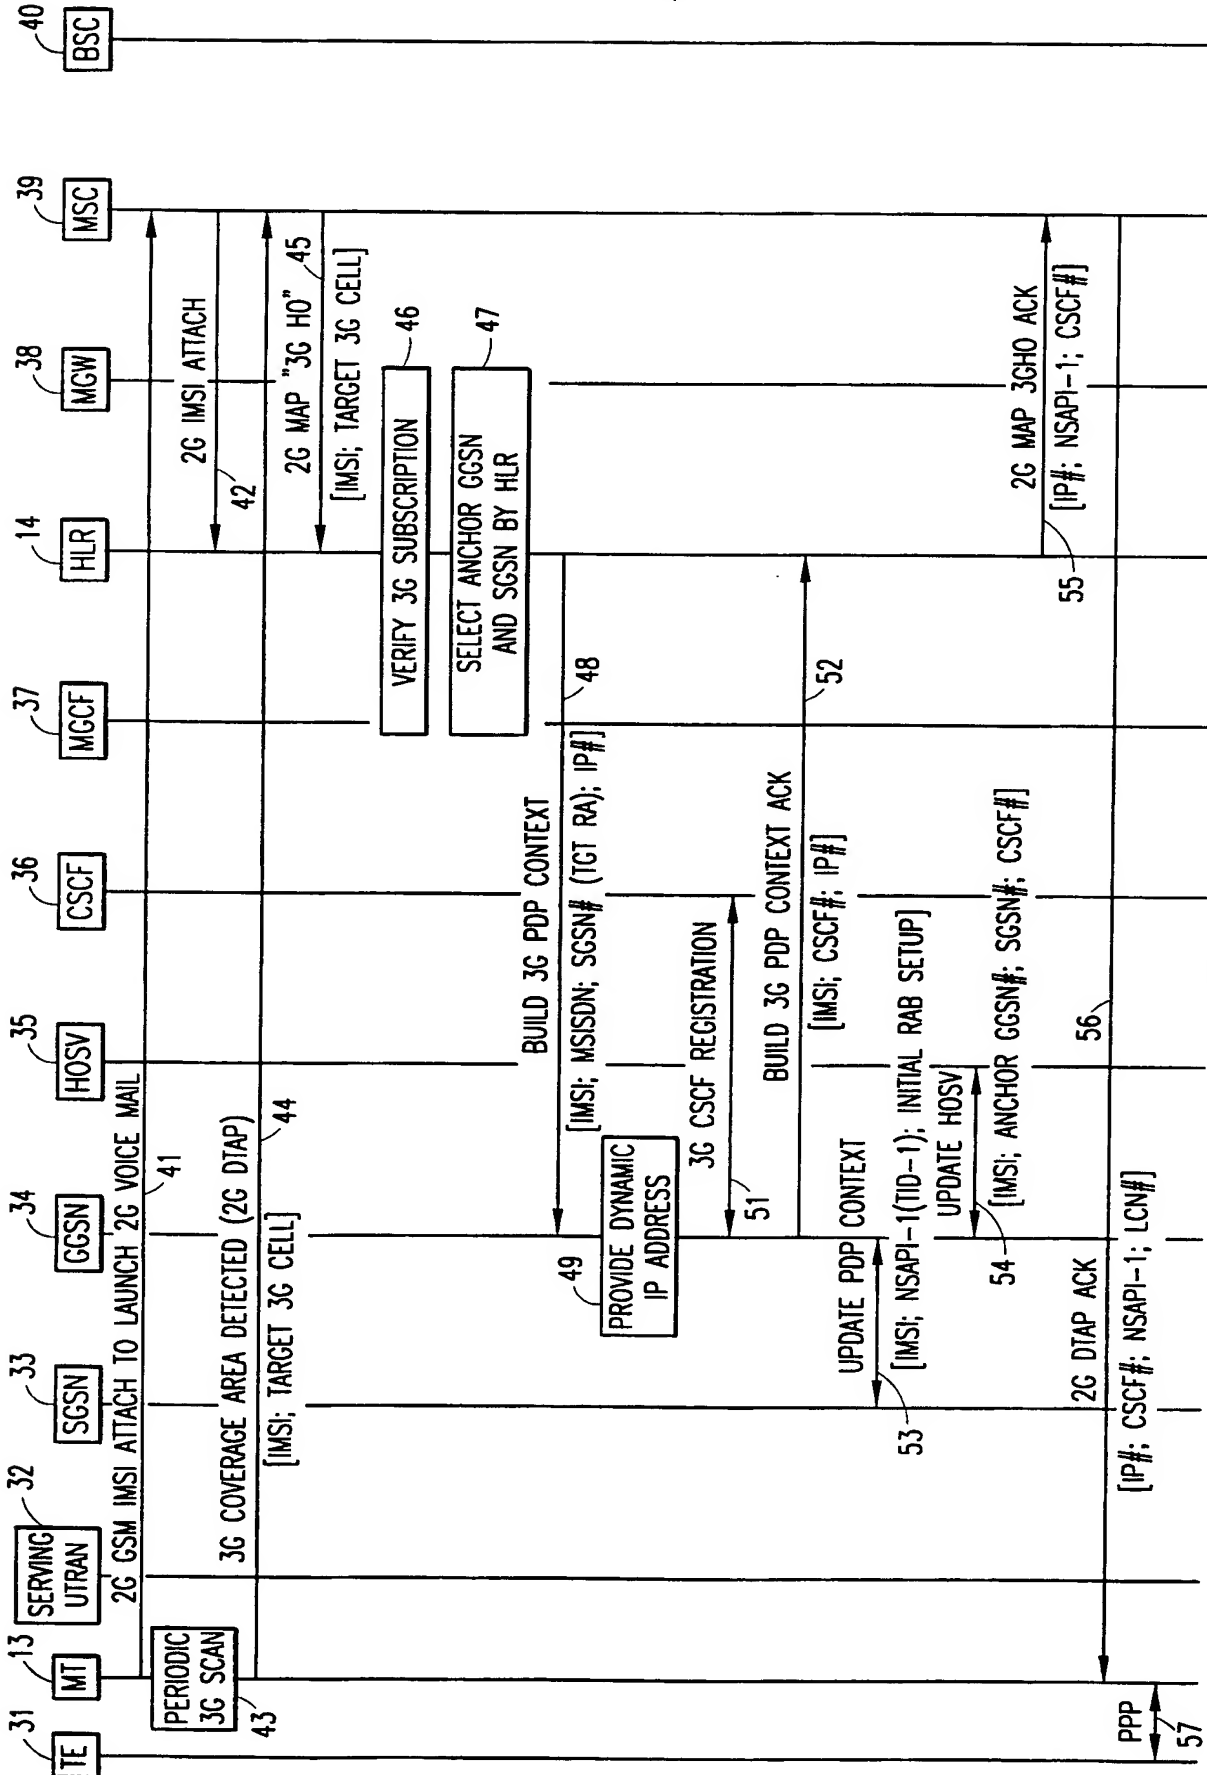 31
TE
13
MT
32
SERVING
UTRAN
33
SGSN
34
GGSN
35
HOSV
36
CSCF
37
MGCF
14
HLR
38
MGW
39
MSC
40
BSC
2G GSM IMSI ATTACH TO LAUNCH 2G VOICE MAIL
41
2G IMSI ATTACH
42
PERIODIC
3G SCAN
43
3G COVERAGE AREA DETECTED (2G DTAP)
44
[IMSI; TARGET 3G CELL]
2G MAP "3G HO"
45
[IMSI; TARGET 3G CELL]
VERIFY 3G SUBSCRIPTION
46
SELECT ANCHOR GGSN
AND SGSN BY HLR
47
BUILD 3G PDP CONTEXT
48
[IMSI; MSISDN; SGSN# (TGT RA); IP#]
49
PROVIDE DYNAMIC
IP ADDRESS
3G CSCF REGISTRATION
51
BUILD 3G PDP CONTEXT ACK
52
[IMSI; CSCF#; IP#]
UPDATE PDP CONTEXT
53
[IMSI; NSAPI-1(TID-1); INITIAL RAB SETUP]
UPDATE HOSV
54
[IMSI; ANCHOR GGSN#; SGSN#; CSCF#]
2G MAP 3GHO ACK
55
[IP#; NSAPI-1; CSCF#]
2G DTAP ACK
56
[IP#; CSCF#; NSAPI-1; LCN#]
PPP
57